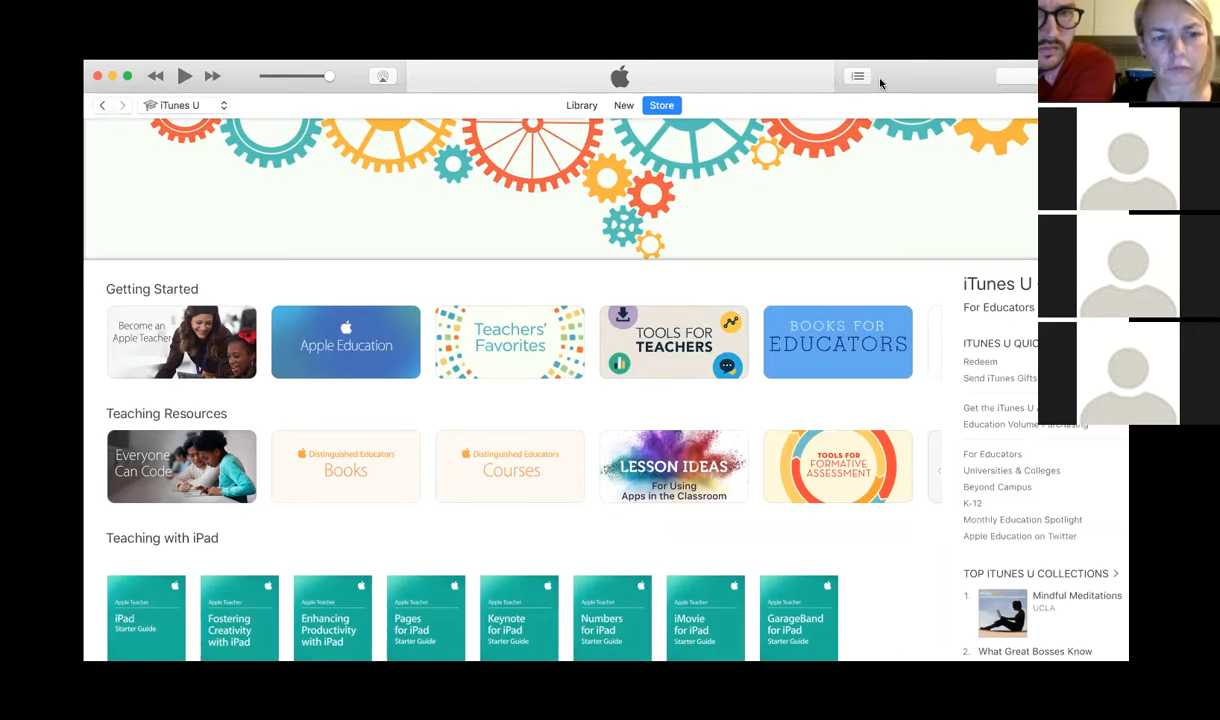 iTunes U
Library New Store
Getting Started
Become an
Apple Teacher
Apple Education
Teachers'
Favorites
TOOLS FOR
TEACHERS
BOOKS FOR
EDUCATORS
Teaching Resources
Everyone
Can Code
Distinguished Educators
Books
Distinguished Educators
Courses
LESSON IDEAS
For Using
Apps in the Classroom
TOOLS FOR
FORMATIVE
ASSESSMENT
Teaching with iPad
Apple Teacher
iPad
Starter Guide
Apple Teacher
Fostering
Creativity
with iPad
Apple Teacher
Enhancing
Productivity
with iPad
Apple Teacher
Pages
for iPad
Starter Guide
Apple Teacher
Keynote
for iPad
Starter Guide
Apple Teacher
Numbers
for iPad
Starter Guide
Apple Teacher
iMovie
for iPad
Starter Guide
Apple Teacher
GarageBand
for iPad
Starter Guide
iTunes U
For Educators
ITUNES U
Redeem
Send iTunes Gifts
Get the iTunes U
Education Volume Purchasing
For Educators
Universities & Colleges
Beyond Campus
K-12
Monthly Education Spotlight
Apple Education on Twitter
TOP ITUNES U COLLECTIONS >
1. Mindful Meditations
UCLA
2. What Great Bosses Know